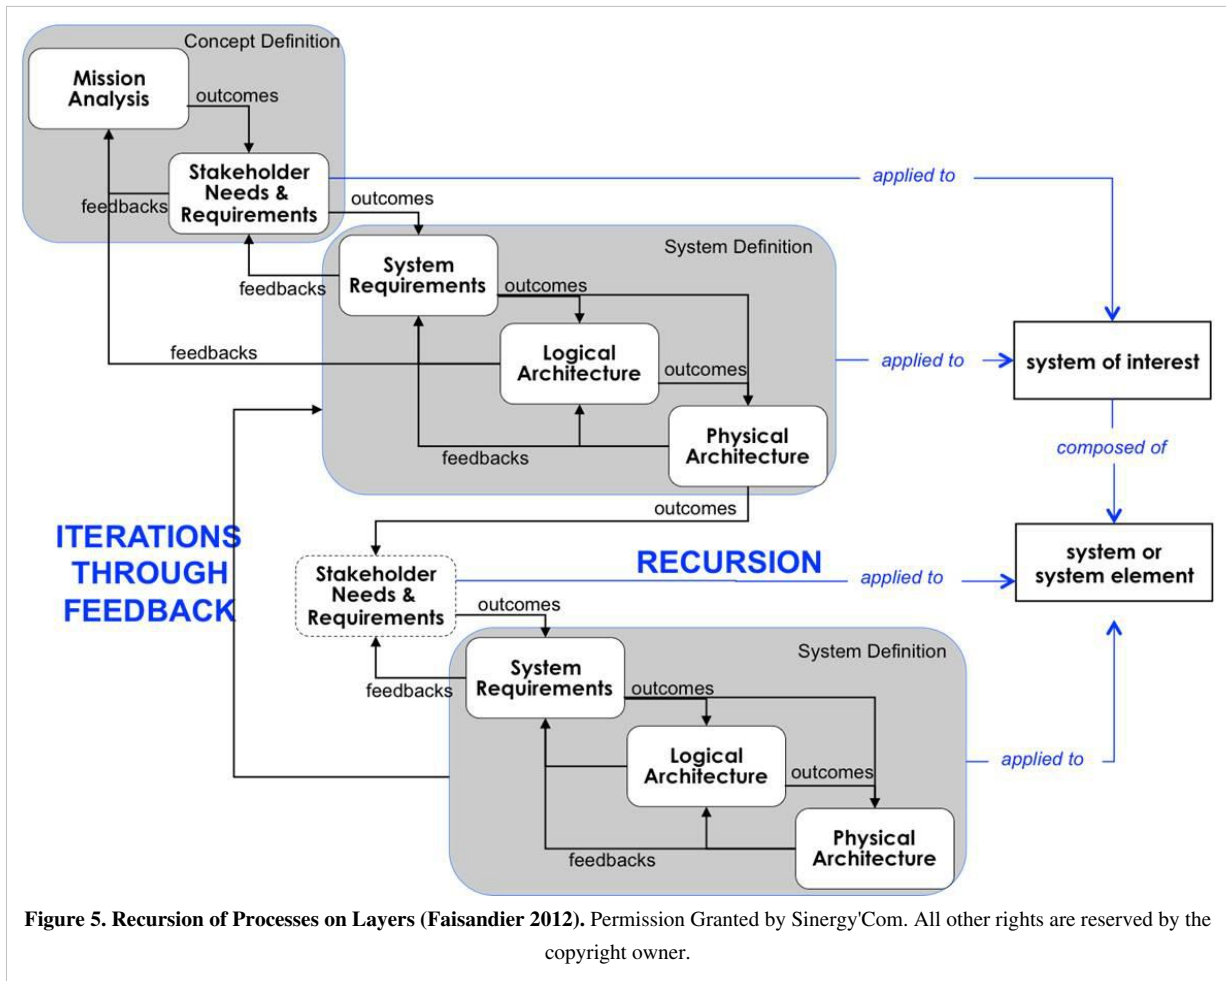 Concept Definition
Mission
Analysis
outcomes
Stakeholder
Needs &
Requirements
feedbacks
outcomes
applied to
System Definition
System
Requirements
feedbacks
outcomes
Logical
Architecture
feedbacks
outcomes
Physical
Architecture
feedbacks
applied to
system of interest
composed of
outcomes
ITERATIONS
THROUGH
FEEDBACK
RECURSION
system or
system element
Stakeholder
Needs &
Requirements
applied to
outcomes
System Definition
System
Requirements
feedbacks
outcomes
Logical
Architecture
outcomes
applied to
Physical
Architecture
feedbacks
Figure 5. Recursion of Processes on Layers (Faisandier 2012). Permission Granted by Sinergy'Com. All other rights are reserved by the
copyright owner.